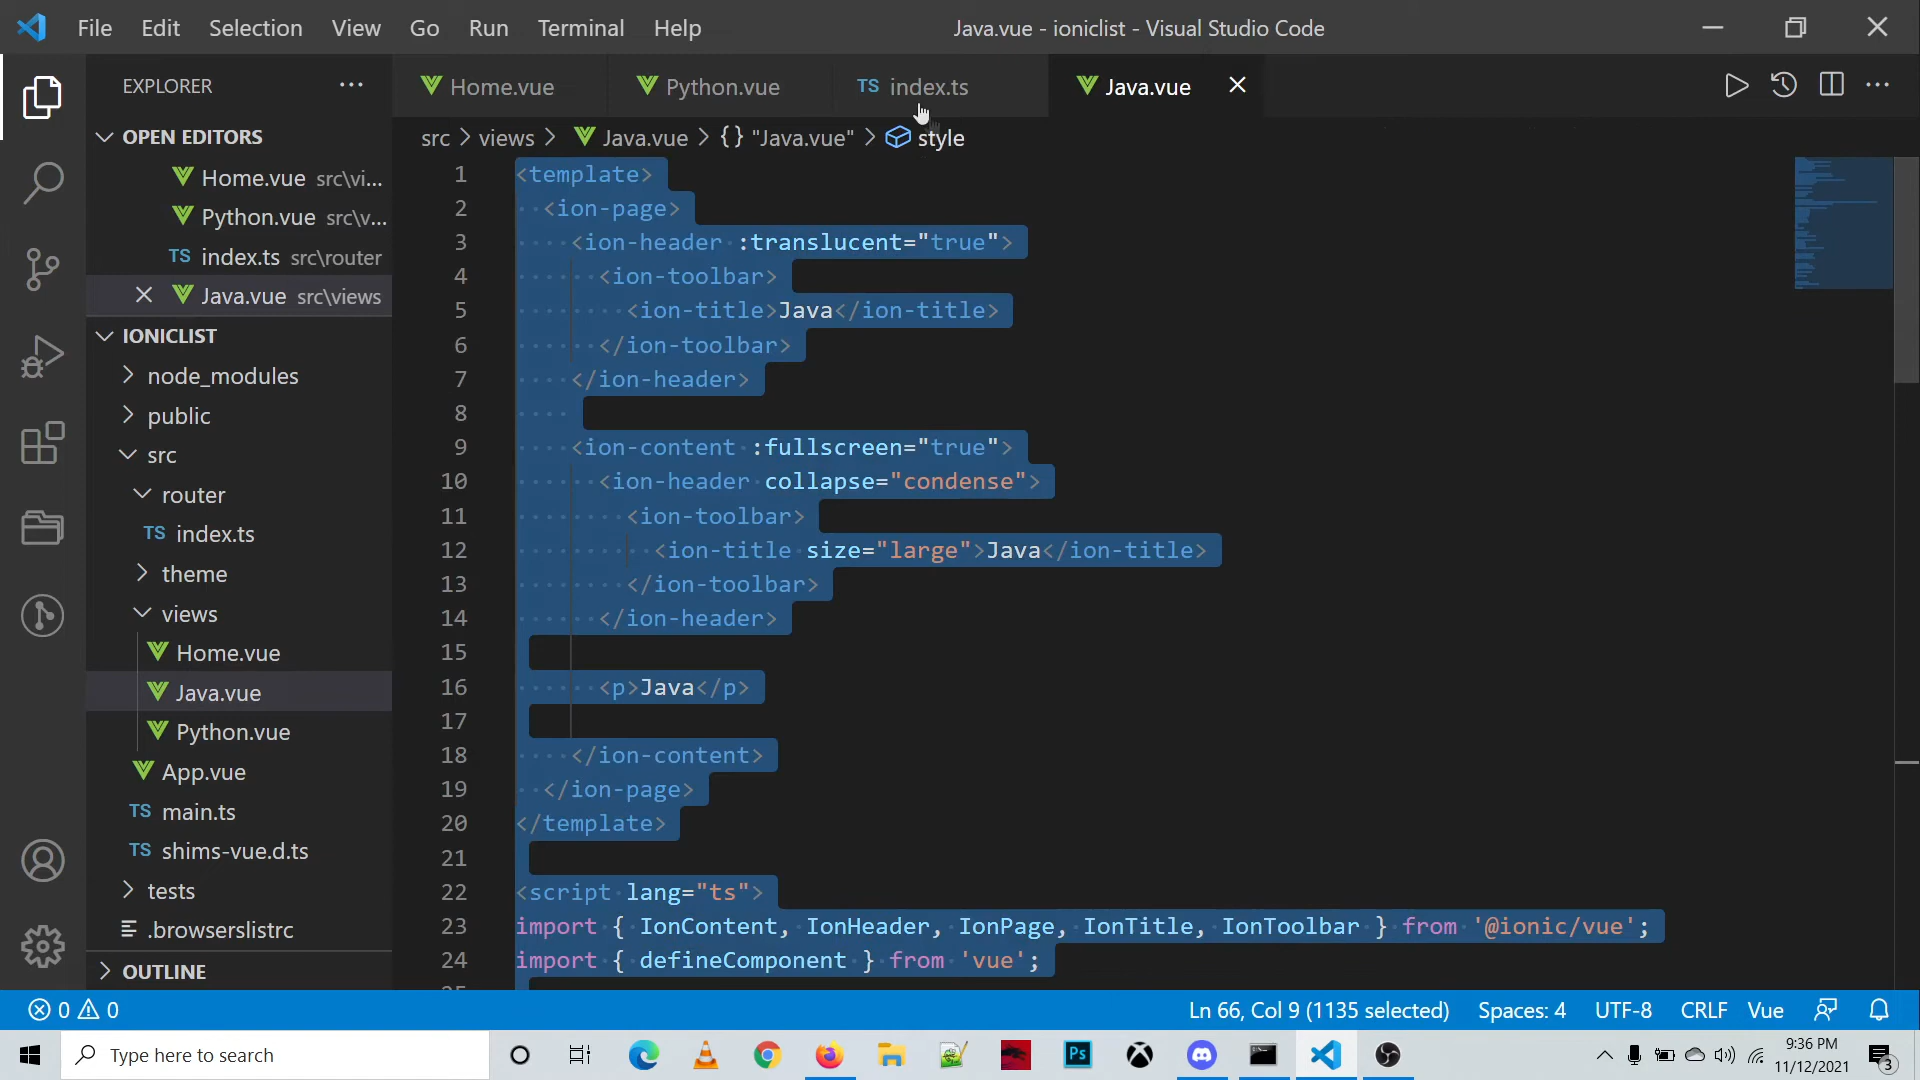 File Edit Selection View Go Run Terminal Help Java.vue - ioniclist - Visual Studio Code
EXPLORER
Home.vue Python.vue TS index.ts Java.vue
OPEN EDITORS
Home.vue src\vi...
Python.vue src\v...
TS index.ts src\router
Java.vue src\views
IONICLIST
node_modules
public
src
router
TS index.ts
theme
views
Home.vue
Java.vue
Python.vue
App.vue
TS main.ts
TS shims-vue.d.ts
tests
.browserslistrc
OUTLINE
src > views > Java.vue > {} "Java.vue" > style
1 <template>
2 <ion-page>
3 <ion-header :translucent="true">
4 <ion-toolbar>
5 <ion-title>Java</ion-title>
6 </ion-toolbar>
7 </ion-header>
8
9 <ion-content :fullscreen="true">
10 <ion-header collapse="condense">
11 <ion-toolbar>
12 <ion-title size="large">Java</ion-title>
13 </ion-toolbar>
14 </ion-header>
15
16 <p>Java</p>
17
18 </ion-content>
19 </ion-page>
20 </template>
21
22 <script lang="ts">
23 import { IonContent, IonHeader, IonPage, IonTitle, IonToolbar } from '@ionic/vue';
24 import { defineComponent } from 'vue';
0 0 Ln 66, Col 9 (1135 selected) Spaces: 4 UTF-8 CRLF Vue
Type here to search
Ps
9:36 PM
11/12/2021
3